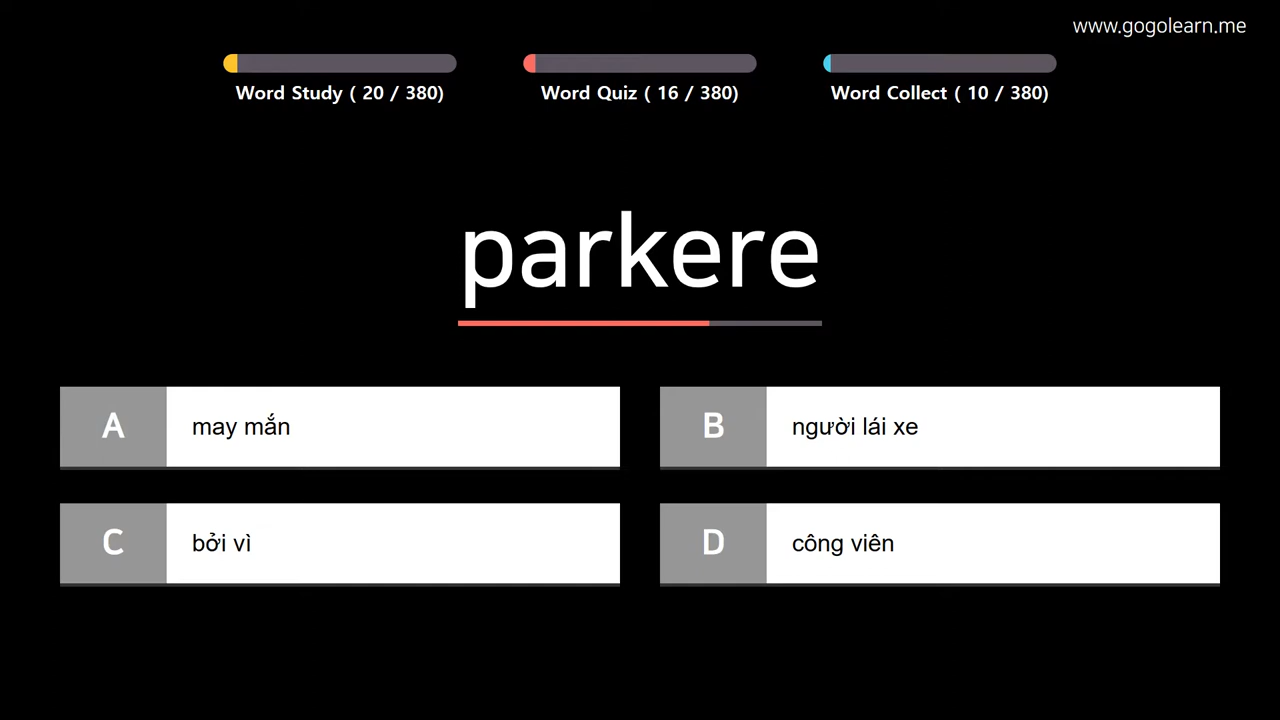 www.gogolearn.me
Word Study ( 20 / 380)
Word Quiz ( 16 / 380)
Word Collect ( 10 / 380)
parkere
A may mắn
B người lái xe
C bởi vì
D công viên